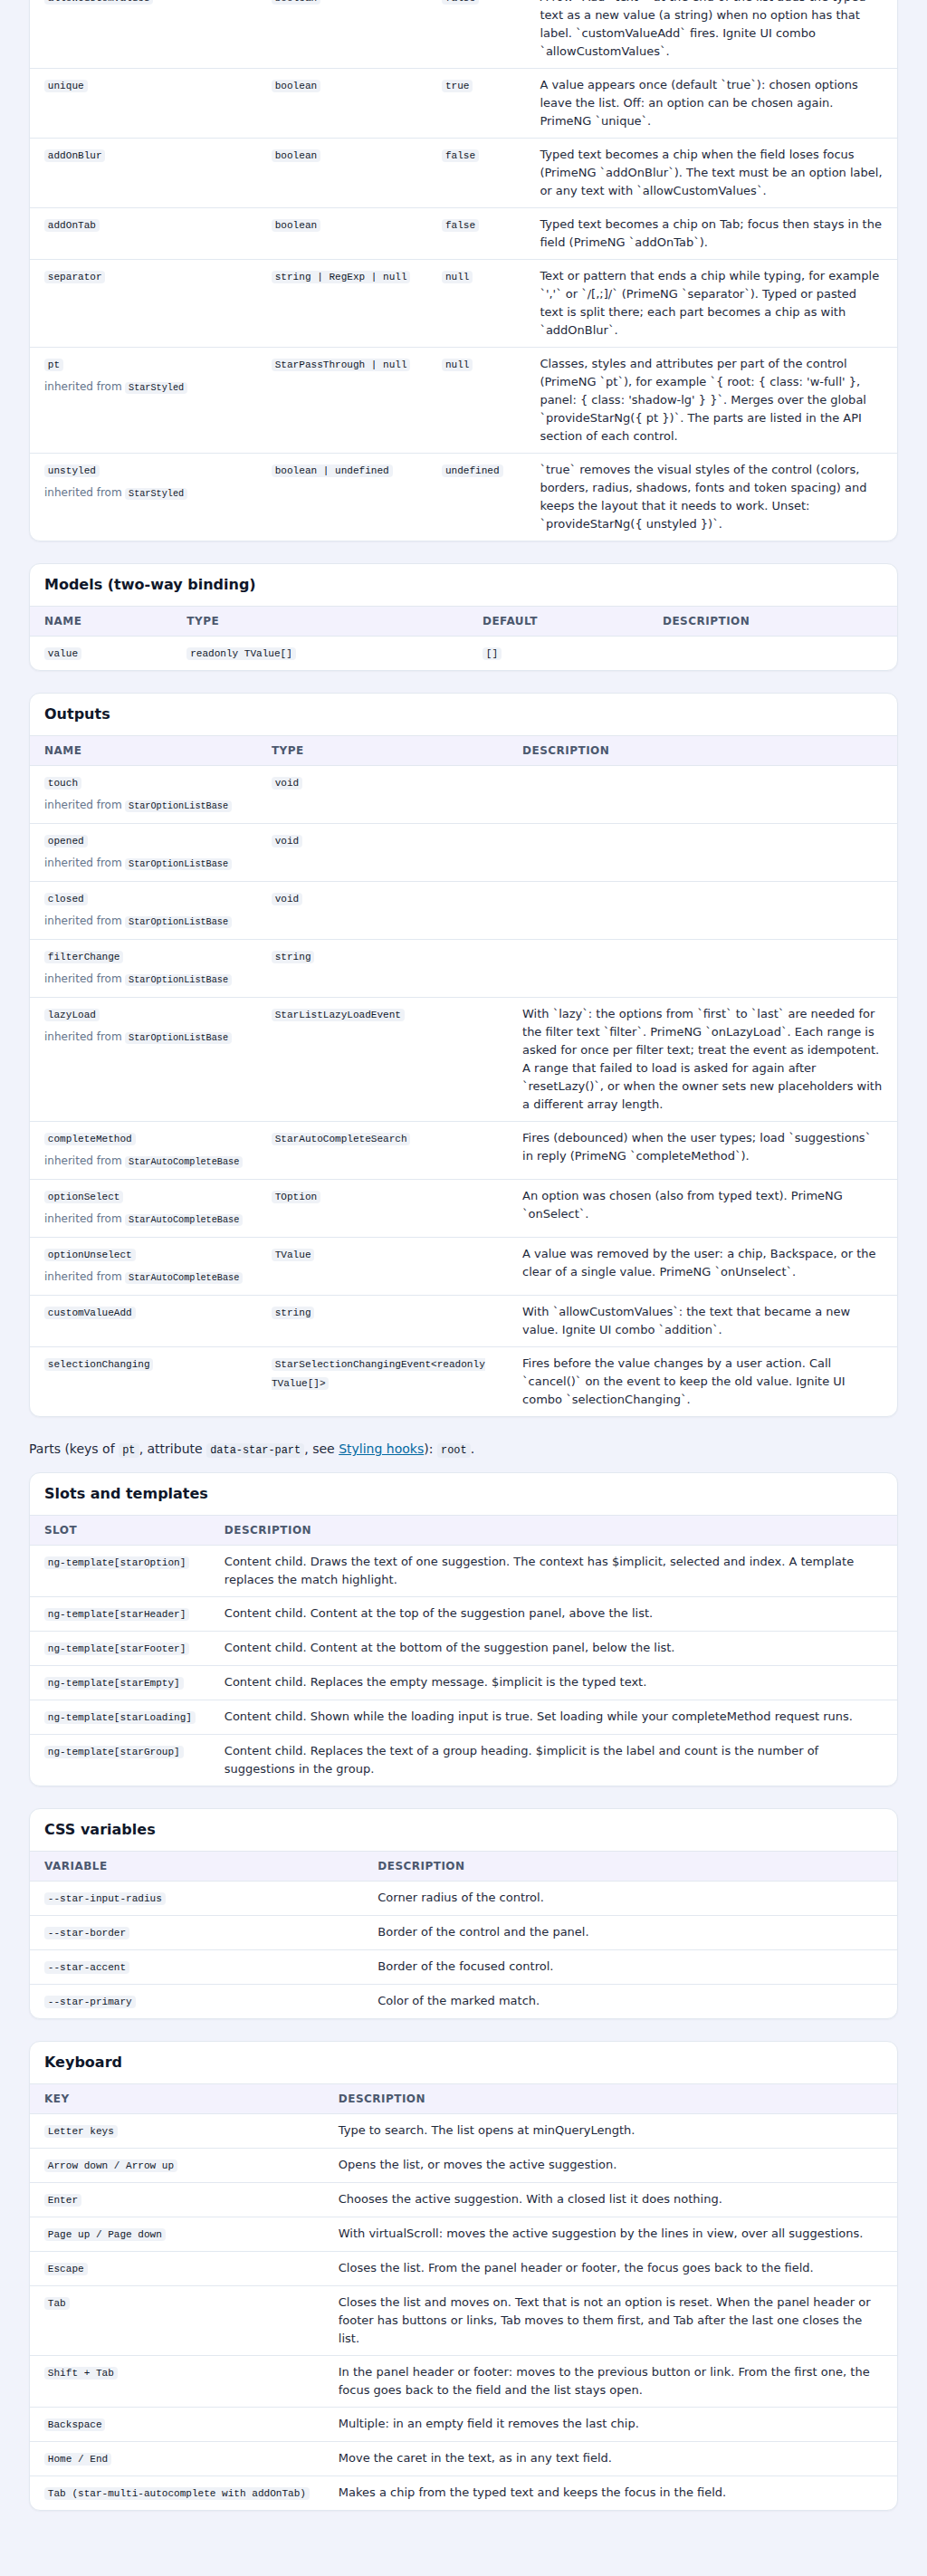 text as a new value (a string) when no option has that
label. `customValueAdd` fires. Ignite UI combo
`allowCustomValues`.
unique boolean true A value appears once (default `true`): chosen options
leave the list. Off: an option can be chosen again.
PrimeNG `unique`.
addOnBlur boolean false Typed text becomes a chip when the field loses focus
(PrimeNG `addOnBlur`). The text must be an option label,
or any text with `allowCustomValues`.
addOnTab boolean false Typed text becomes a chip on Tab; focus then stays in the
field (PrimeNG `addOnTab`).
separator string | RegExp | null null Text or pattern that ends a chip while typing, for example
`','` or `/[,;]/` (PrimeNG `separator`). Typed or pasted
text is split there; each part becomes a chip as with
`addOnBlur`.
pt StarPassThrough | null null Classes, styles and attributes per part of the control
inherited from StarStyled (PrimeNG `pt`), for example `{ root: { class: 'w-full' },
panel: { class: 'shadow-lg' } }`. Merges over the global
`provideStarNg({ pt })`. The parts are listed in the API
section of each control.
unstyled boolean | undefined undefined `true` removes the visual styles of the control (colors,
inherited from StarStyled borders, radius, shadows, fonts and token spacing) and
keeps the layout that it needs to work. Unset:
`provideStarNg({ unstyled })`.
Models (two-way binding)
NAME TYPE DEFAULT DESCRIPTION
value readonly TValue[] []
Outputs
NAME TYPE DESCRIPTION
touch void
inherited from StarOptionListBase
opened void
inherited from StarOptionListBase
closed void
inherited from StarOptionListBase
filterChange string
inherited from StarOptionListBase
lazyLoad StarListLazyLoadEvent With `lazy`: the options from `first` to `last` are needed for
inherited from StarOptionListBase the filter text `filter`. PrimeNG `onLazyLoad`. Each range is
asked for once per filter text; treat the event as idempotent.
A range that failed to load is asked for again after
`resetLazy()`, or when the owner sets new placeholders with
a different array length.
completeMethod StarAutoCompleteSearch Fires (debounced) when the user types; load `suggestions`
inherited from StarAutoCompleteBase in reply (PrimeNG `completeMethod`).
optionSelect TOption An option was chosen (also from typed text). PrimeNG
inherited from StarAutoCompleteBase `onSelect`.
optionUnselect TValue A value was removed by the user: a chip, Backspace, or the
inherited from StarAutoCompleteBase clear of a single value. PrimeNG `onUnselect`.
customValueAdd string With `allowCustomValues`: the text that became a new
value. Ignite UI combo `addition`.
selectionChanging StarSelectionChangingEvent<readonly Fires before the value changes by a user action. Call
TValue[]> `cancel()` on the event to keep the old value. Ignite UI
combo `selectionChanging`.
Parts (keys of pt, attribute data-star-part, see Styling hooks): root.
Slots and templates
SLOT DESCRIPTION
ng-template[starOption] Content child. Draws the text of one suggestion. The context has $implicit, selected and index. A template
replaces the match highlight.
ng-template[starHeader] Content child. Content at the top of the suggestion panel, above the list.
ng-template[starFooter] Content child. Content at the bottom of the suggestion panel, below the list.
ng-template[starEmpty] Content child. Replaces the empty message. $implicit is the typed text.
ng-template[starLoading] Content child. Shown while the loading input is true. Set loading while your completeMethod request runs.
ng-template[starGroup] Content child. Replaces the text of a group heading. $implicit is the label and count is the number of
suggestions in the group.
CSS variables
VARIABLE DESCRIPTION
--star-input-radius Corner radius of the control.
--star-border Border of the control and the panel.
--star-accent Border of the focused control.
--star-primary Color of the marked match.
Keyboard
KEY DESCRIPTION
Letter keys Type to search. The list opens at minQueryLength.
Arrow down / Arrow up Opens the list, or moves the active suggestion.
Enter Chooses the active suggestion. With a closed list it does nothing.
Page up / Page down With virtualScroll: moves the active suggestion by the lines in view, over all suggestions.
Escape Closes the list. From the panel header or footer, the focus goes back to the field.
Tab Closes the list and moves on. Text that is not an option is reset. When the panel header or
footer has buttons or links, Tab moves to them first, and Tab after the last one closes the
list.
Shift + Tab In the panel header or footer: moves to the previous button or link. From the first one, the
focus goes back to the field and the list stays open.
Backspace Multiple: in an empty field it removes the last chip.
Home / End Move the caret in the text, as in any text field.
Tab (star-multi-autocomplete with addOnTab) Makes a chip from the typed text and keeps the focus in the field.